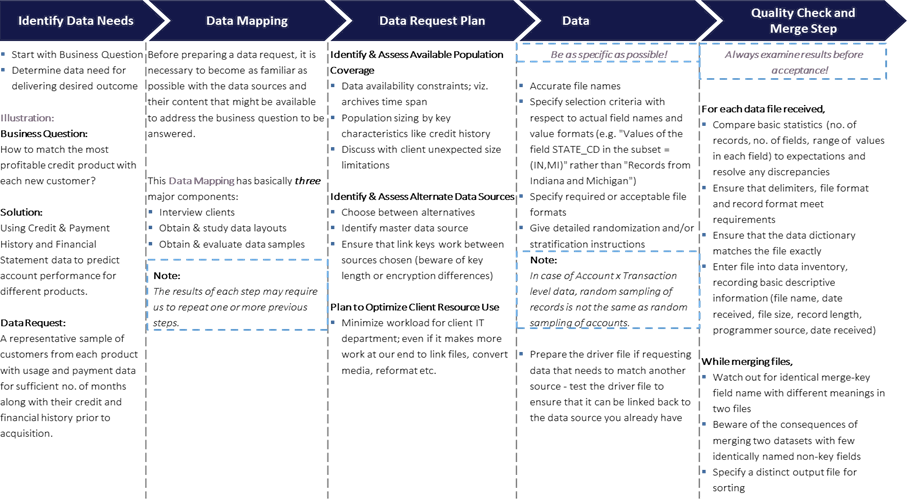 Identify Data Needs
Start with Business Question
Determine data need for
delivering desired outcome
Illustration:
Business Question:
How to match the most
profitable credit product with
each new customer?
Solution:
Using Credit & Payment
History and Financial
Statement data to predict
account performance for
different products.
Data Request:
A representative sample of
customers from each product
with usage and payment data
for sufficient no. of months
along with their credit and
financial history prior to
acquisition.
Data Mapping
Before preparing a data request, it is
necessary to become as familiar as
possible with the data sources and
their content that might be available
to address the business question to be
answered.
This Data Mapping has basically three
major components:
Interview clients
Obtain & study data layouts
Obtain & evaluate data samples
Note:
The results of each step may require
us to repeat one or more previous
steps.
Data Request Plan
Identify & Assess Available Population
Coverage
Data availability constraints; viz.
archives time span
Population sizing by key
characteristics like credit history
Discuss with client unexpected size
limitations
Identify & Assess Alternate Data Sources
Choose between alternatives
Identify master data source
Ensure that link keys work between
sources chosen (beware of key
length or encryption differences)
Plan to Optimize Client Resource Use
Minimize workload for client IT
department; even if it makes more
work at our end to link files, convert
media, reformat etc.
Data
Be as specific as possible!
Accurate file names
Specify selection criteria with
respect to actual field names and
value formats (e.g. "Values of the
field STATE_CD in the subset =
(IN,MI)" rather than "Records from
Indiana and Michigan")
Specify required or acceptable file
formats
Give detailed randomization and/or
stratification instructions
Note:
In case of Account x Transaction
level data, random sampling of
records is not the same as random
sampling of accounts.
Prepare the driver file if requesting
data that needs to match another
source - test the driver file to
ensure that it can be linked back to
the data source you already have
Quality Check and
Merge Step
Always examine results before
acceptance!
For each data file received,
Compare basic statistics (no. of
records, no. of fields, range of values
in each field) to expectations and
resolve any discrepancies
Ensure that delimiters, file format
and record format meet
requirements
Ensure that the data dictionary
matches the file exactly
Enter file into data inventory,
recording basic descriptive
information (file name, date
received, file size, record length,
programmer source, date received)
While merging files,
Watch out for identical merge-key
field name with different meanings in
two files
Beware of the consequences of
merging two datasets with few
identically named non-key fields
Specify a distinct output file for
sorting